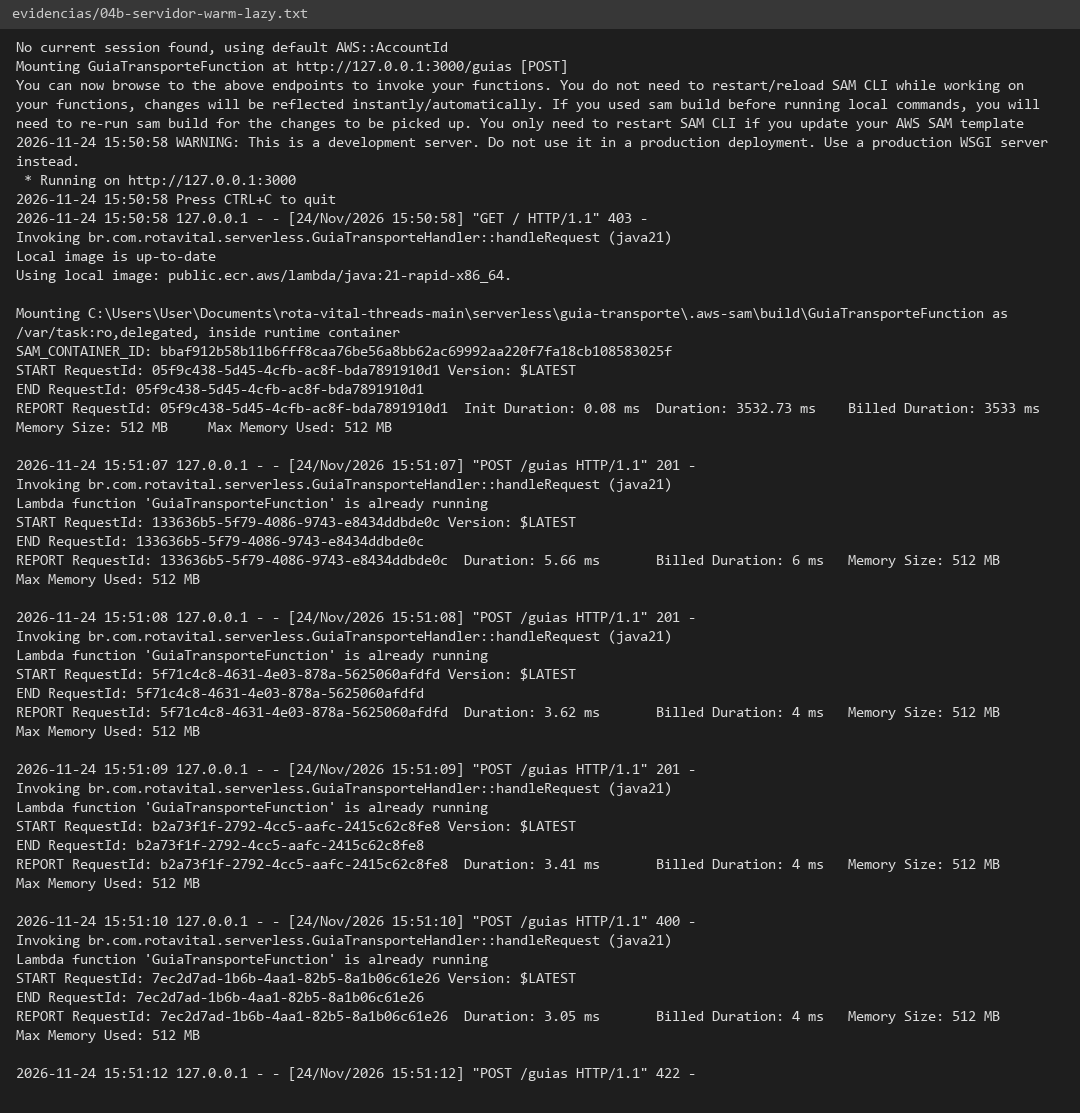 evidencias/04b-servidor-warm-lazy.txt
No current session found, using default AWS::AccountId
Mounting GuiaTransporteFunction at http://127.0.0.1:3000/guias [POST]
You can now browse to the above endpoints to invoke your functions. You do not need to restart/reload SAM CLI while working on
your functions, changes will be reflected instantly/automatically. If you used sam build before running local commands, you will
need to re-run sam build for the changes to be picked up. You only need to restart SAM CLI if you update your AWS SAM template
2026-11-24 15:50:58 WARNING: This is a development server. Do not use it in a production deployment. Use a production WSGI server
instead.
 * Running on http://127.0.0.1:3000
2026-11-24 15:50:58 Press CTRL+C to quit
2026-11-24 15:50:58 127.0.0.1 - - [24/Nov/2026 15:50:58] "GET / HTTP/1.1" 403 -
Invoking br.com.rotavital.serverless.GuiaTransporteHandler::handleRequest (java21)
Local image is up-to-date
Using local image: public.ecr.aws/lambda/java:21-rapid-x86_64.
Mounting C:\Users\User\Documents\rota-vital-threads-main\serverless\guia-transporte\.aws-sam\build\GuiaTransporteFunction as
/var/task:ro,delegated, inside runtime container
SAM_CONTAINER_ID: bbaf912b58b11b6fff8caa76be56a8bb62ac69992aa220f7fa18cb108583025f
START RequestId: 05f9c438-5d45-4cfb-ac8f-bda7891910d1 Version: $LATEST
END RequestId: 05f9c438-5d45-4cfb-ac8f-bda7891910d1
REPORT RequestId: 05f9c438-5d45-4cfb-ac8f-bda7891910d1  Init Duration: 0.08 ms  Duration: 3532.73 ms    Billed Duration: 3533 ms
Memory Size: 512 MB     Max Memory Used: 512 MB
2026-11-24 15:51:07 127.0.0.1 - - [24/Nov/2026 15:51:07] "POST /guias HTTP/1.1" 201 -
Invoking br.com.rotavital.serverless.GuiaTransporteHandler::handleRequest (java21)
Lambda function 'GuiaTransporteFunction' is already running
START RequestId: 133636b5-5f79-4086-9743-e8434ddbde0c Version: $LATEST
END RequestId: 133636b5-5f79-4086-9743-e8434ddbde0c
REPORT RequestId: 133636b5-5f79-4086-9743-e8434ddbde0c  Duration: 5.66 ms       Billed Duration: 6 ms   Memory Size: 512 MB
Max Memory Used: 512 MB
2026-11-24 15:51:08 127.0.0.1 - - [24/Nov/2026 15:51:08] "POST /guias HTTP/1.1" 201 -
Invoking br.com.rotavital.serverless.GuiaTransporteHandler::handleRequest (java21)
Lambda function 'GuiaTransporteFunction' is already running
START RequestId: 5f71c4c8-4631-4e03-878a-5625060afdfd Version: $LATEST
END RequestId: 5f71c4c8-4631-4e03-878a-5625060afdfd
REPORT RequestId: 5f71c4c8-4631-4e03-878a-5625060afdfd  Duration: 3.62 ms       Billed Duration: 4 ms   Memory Size: 512 MB
Max Memory Used: 512 MB
2026-11-24 15:51:09 127.0.0.1 - - [24/Nov/2026 15:51:09] "POST /guias HTTP/1.1" 201 -
Invoking br.com.rotavital.serverless.GuiaTransporteHandler::handleRequest (java21)
Lambda function 'GuiaTransporteFunction' is already running
START RequestId: b2a73f1f-2792-4cc5-aafc-2415c62c8fe8 Version: $LATEST
END RequestId: b2a73f1f-2792-4cc5-aafc-2415c62c8fe8
REPORT RequestId: b2a73f1f-2792-4cc5-aafc-2415c62c8fe8  Duration: 3.41 ms       Billed Duration: 4 ms   Memory Size: 512 MB
Max Memory Used: 512 MB
2026-11-24 15:51:10 127.0.0.1 - - [24/Nov/2026 15:51:10] "POST /guias HTTP/1.1" 400 -
Invoking br.com.rotavital.serverless.GuiaTransporteHandler::handleRequest (java21)
Lambda function 'GuiaTransporteFunction' is already running
START RequestId: 7ec2d7ad-1b6b-4aa1-82b5-8a1b06c61e26 Version: $LATEST
END RequestId: 7ec2d7ad-1b6b-4aa1-82b5-8a1b06c61e26
REPORT RequestId: 7ec2d7ad-1b6b-4aa1-82b5-8a1b06c61e26  Duration: 3.05 ms       Billed Duration: 4 ms   Memory Size: 512 MB
Max Memory Used: 512 MB
2026-11-24 15:51:12 127.0.0.1 - - [24/Nov/2026 15:51:12] "POST /guias HTTP/1.1" 422 -